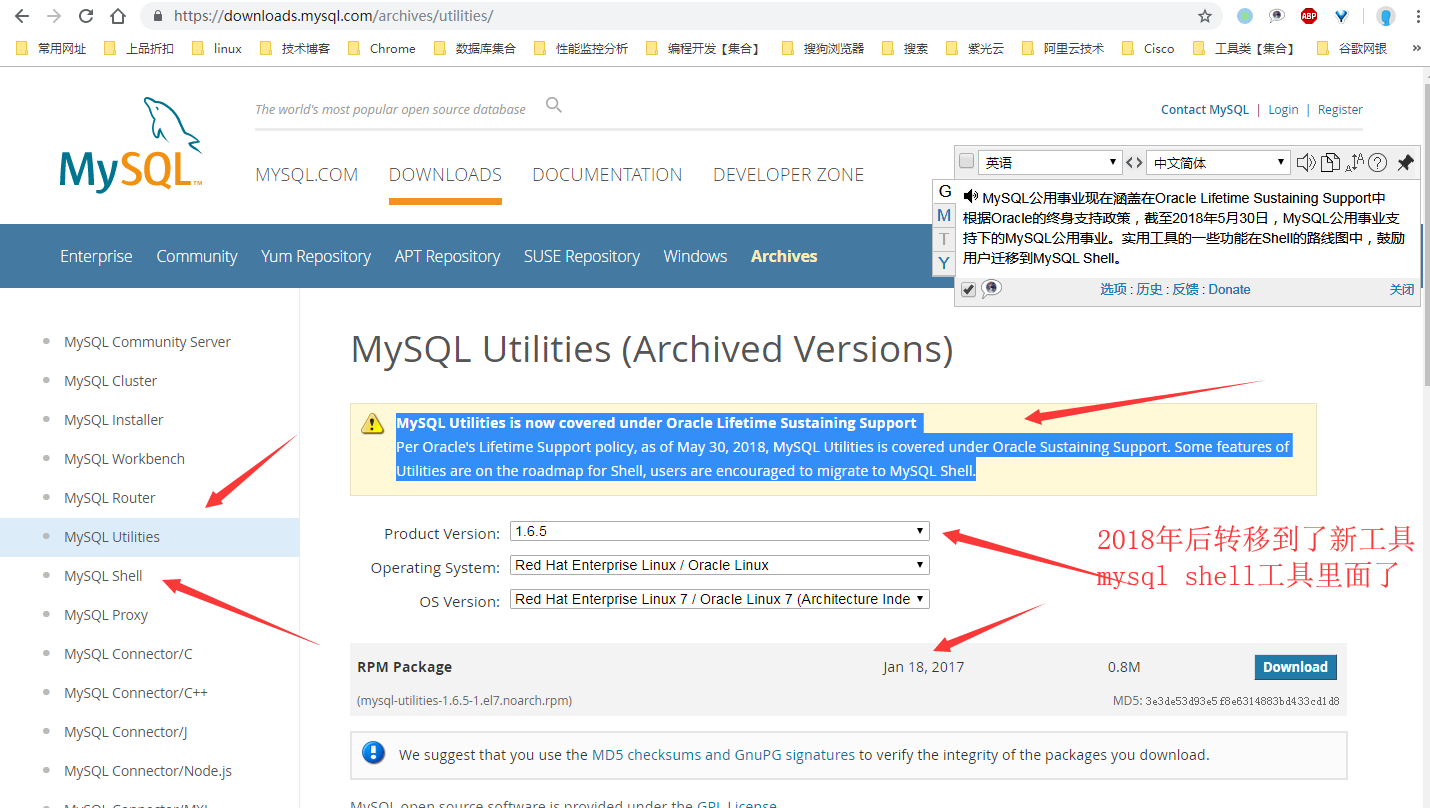 https://downloads.mysql.com/archives/utilities/
ABP
常用网址 上品折扣 linux 技术博客 Chrome 数据库集合 性能监控分析 编程开发【集合】 搜狗浏览器 搜索 紫光云 阿里云技术 Cisco 工具类【集合】 谷歌网银 »
MySQL™
The world's most popular open source database
Contact MySQL | Login | Register
MYSQL.COM DOWNLOADS DOCUMENTATION DEVELOPER ZONE
英语 <> 中文简体
G
M
T
Y
MySQL公用事业现在涵盖在Oracle Lifetime Sustaining Support中
根据Oracle的终身支持政策，截至2018年5月30日，MySQL公用事业支
持下的MySQL公用事业。实用工具的一些功能在Shell的路线图中，鼓励
用户迁移到MySQL Shell。
选项 : 历史 : 反馈 : Donate 关闭
Enterprise Community Yum Repository APT Repository SUSE Repository Windows Archives
MySQL Community Server
MySQL Cluster
MySQL Installer
MySQL Workbench
MySQL Router
MySQL Utilities
MySQL Shell
MySQL Proxy
MySQL Connector/C
MySQL Connector/C++
MySQL Connector/J
MySQL Connector/Node.js
MySQL Utilities (Archived Versions)
MySQL Utilities is now covered under Oracle Lifetime Sustaining Support
Per Oracle's Lifetime Support policy, as of May 30, 2018, MySQL Utilities is covered under Oracle Sustaining Support. Some features of
Utilities are on the roadmap for Shell, users are encouraged to migrate to MySQL Shell.
Product Version: 1.6.5
Operating System: Red Hat Enterprise Linux / Oracle Linux
OS Version: Red Hat Enterprise Linux 7 / Oracle Linux 7 (Architecture Inde
2018年后转移到了新工具
mysql shell工具里面了
RPM Package Jan 18, 2017 0.8M Download
(mysql-utilities-1.6.5-1.el7.noarch.rpm) MD5: 3e3de53d93e5f8e6314883bd433cd1d8
We suggest that you use the MD5 checksums and GnuPG signatures to verify the integrity of the packages you download.
MySQL open source software is provided under the GPL License.